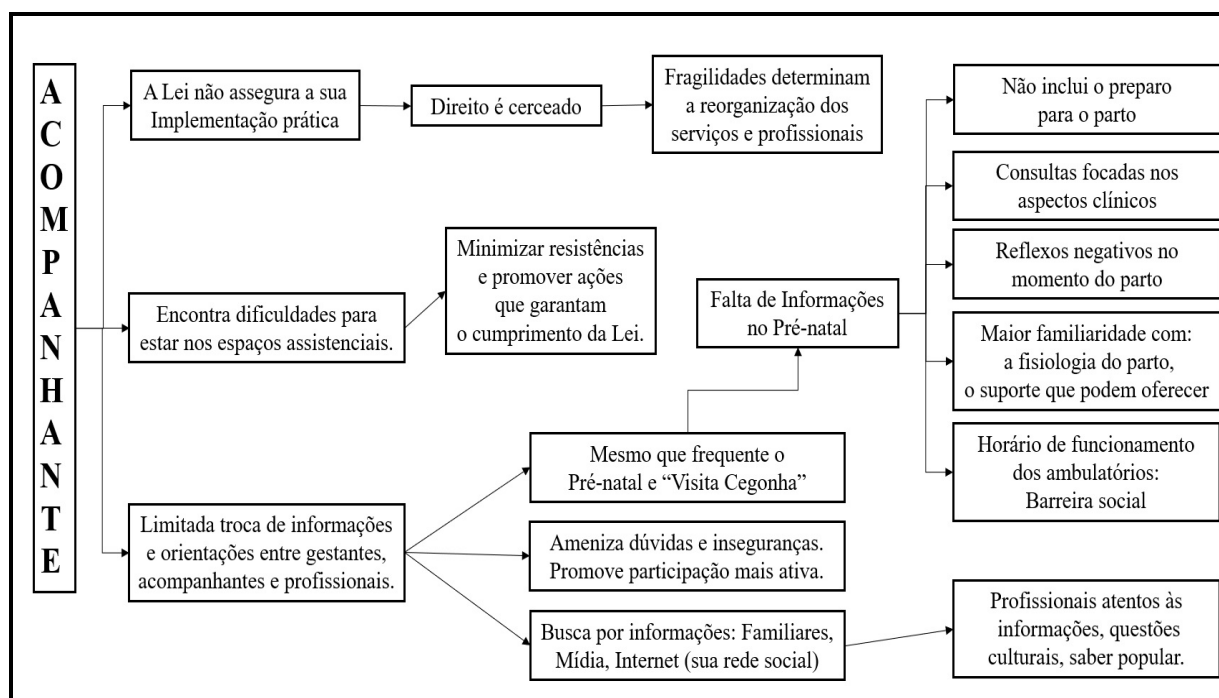 ACOMPANHANTE
A Lei não assegura a sua
Implementação prática
Direito é cerceado
Fragilidades determinam
a reorganização dos
serviços e profissionais
Encontra dificuldades para
estar nos espaços assistenciais.
Minimizar resistências
e promover ações
que garantam
o cumprimento da Lei.
Limitada troca de informações
e orientações entre gestantes,
acompanhantes e profissionais.
Mesmo que frequente o
Pré-natal e “Visita Cegonha”
Falta de Informações
no Pré-natal
Não inclui o preparo
para o parto
Consultas focadas nos
aspectos clínicos
Reflexos negativos no
momento do parto
Maior familiaridade com:
a fisiologia do parto,
o suporte que podem oferecer
Horário de funcionamento
dos ambulatórios:
Barreira social
Ameniza dúvidas e inseguranças.
Promove participação mais ativa.
Busca por informações: Familiares,
Mídia, Internet (sua rede social)
Profissionais atentos às
informações, questões
culturais, saber popular.